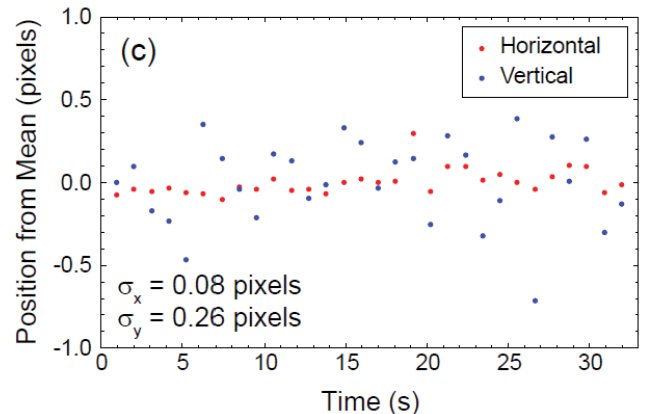 (c)
Horizontal
Vertical
Position from Mean (pixels)
1.0
0.5
0.0
-0.5
-1.0
σx = 0.08 pixels
σy = 0.26 pixels
0 5 10 15 20 25 30
Time (s)